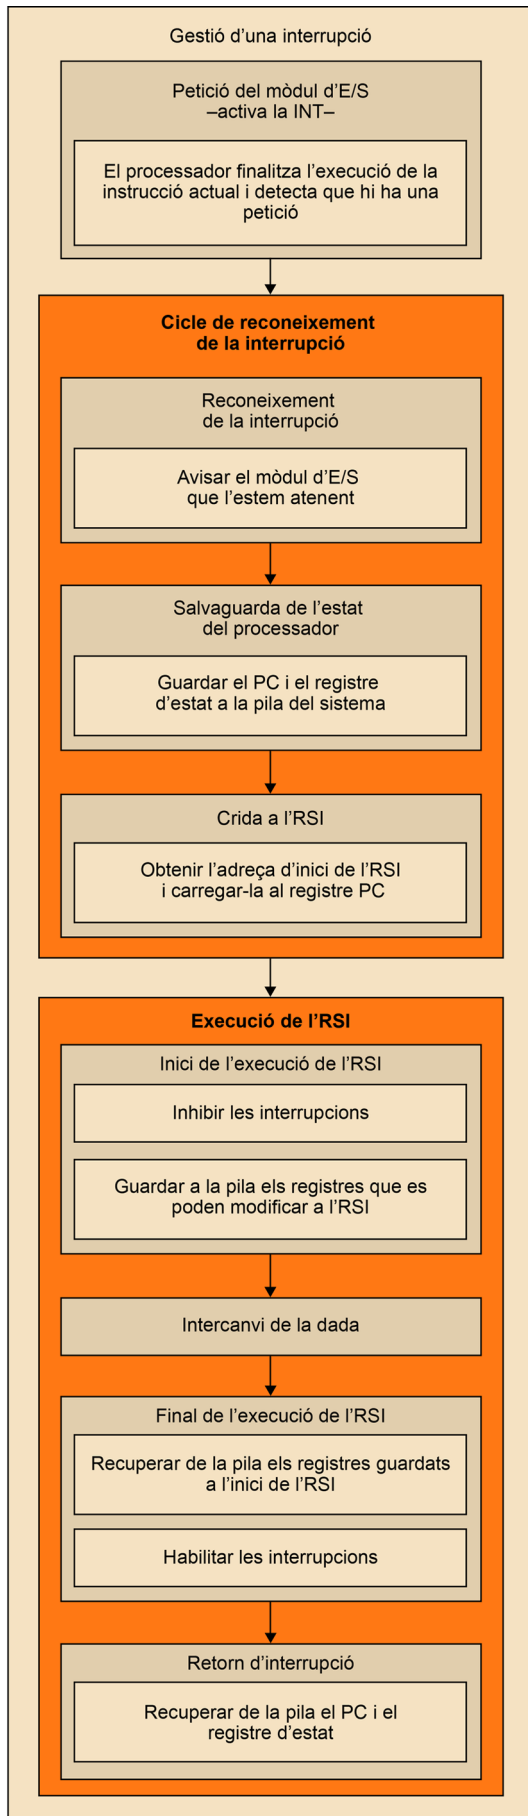 Gestió d’una interrupció
Petició del mòdul d’E/S
–activa la INT–
El processador finalitza l’execució de la
instrucció actual i detecta que hi ha una
petició
Cicle de reconeixement
de la interrupció
Reconeixement
de la interrupció
Avisar el mòdul d’E/S
que l’estem atenent
Salvaguarda de l’estat
del processador
Guardar el PC i el registre
d’estat a la pila del sistema
Crida a l’RSI
Obtenir l’adreça d’inici de l’RSI
i carregar-la al registre PC
Execució de l’RSI
Inici de l’execució de l’RSI
Inhibir les interrupcions
Guardar a la pila els registres que es
poden modificar a l’RSI
Intercanvi de la dada
Final de l’execució de l’RSI
Recuperar de la pila els registres guardats
a l’inici de l’RSI
Habilitar les interrupcions
Retorn d’interrupció
Recuperar de la pila el PC i el
registre d’estat